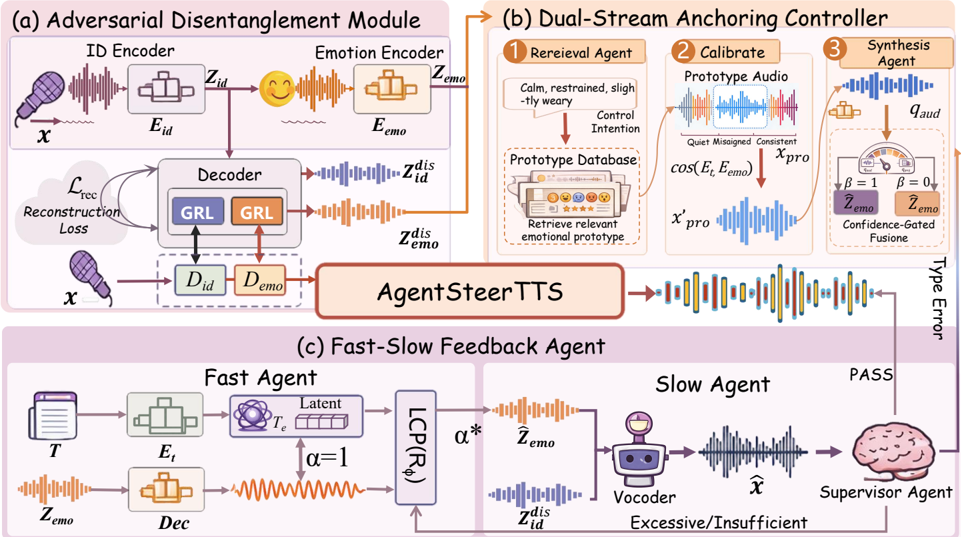 (a) Adversarial Disentanglement Module
ID Encoder
Z_id
Emotion Encoder
Z_emo
x
E_id
E_emo
Decoder
GRL
GRL
Z_id^dis
Z_emo^dis
L_rec
Reconstruction
Loss
x
D_id
D_emo
AgentSteerTTS
(b) Dual-Stream Anchoring Controller
1
Rereieval Agent
Calm, restrained, sligh
-tly weary
Control
Intention
Prototype Database
Retrieve relevant
emotional prototype
2
Calibrate
Prototype Audio
Quiet Misaigned Consistent
x_pro
cos(E_t, E_emo)
x'_pro
3
Synthesis
Agent
q_aud
β = 1
β = 0
Ẑ_emo
Ẑ_emo
Confidence-Gated
Fusione
Type Error
(c) Fast-Slow Feedback Agent
Fast Agent
T
E_t
T_e
Latent
α=1
Z_emo
Dec
LCP(R_ϕ)
α*
Slow Agent
Ẑ_emo
Z_id^dis
Vocoder
x̂
PASS
Supervisor Agent
Excessive/Insufficient